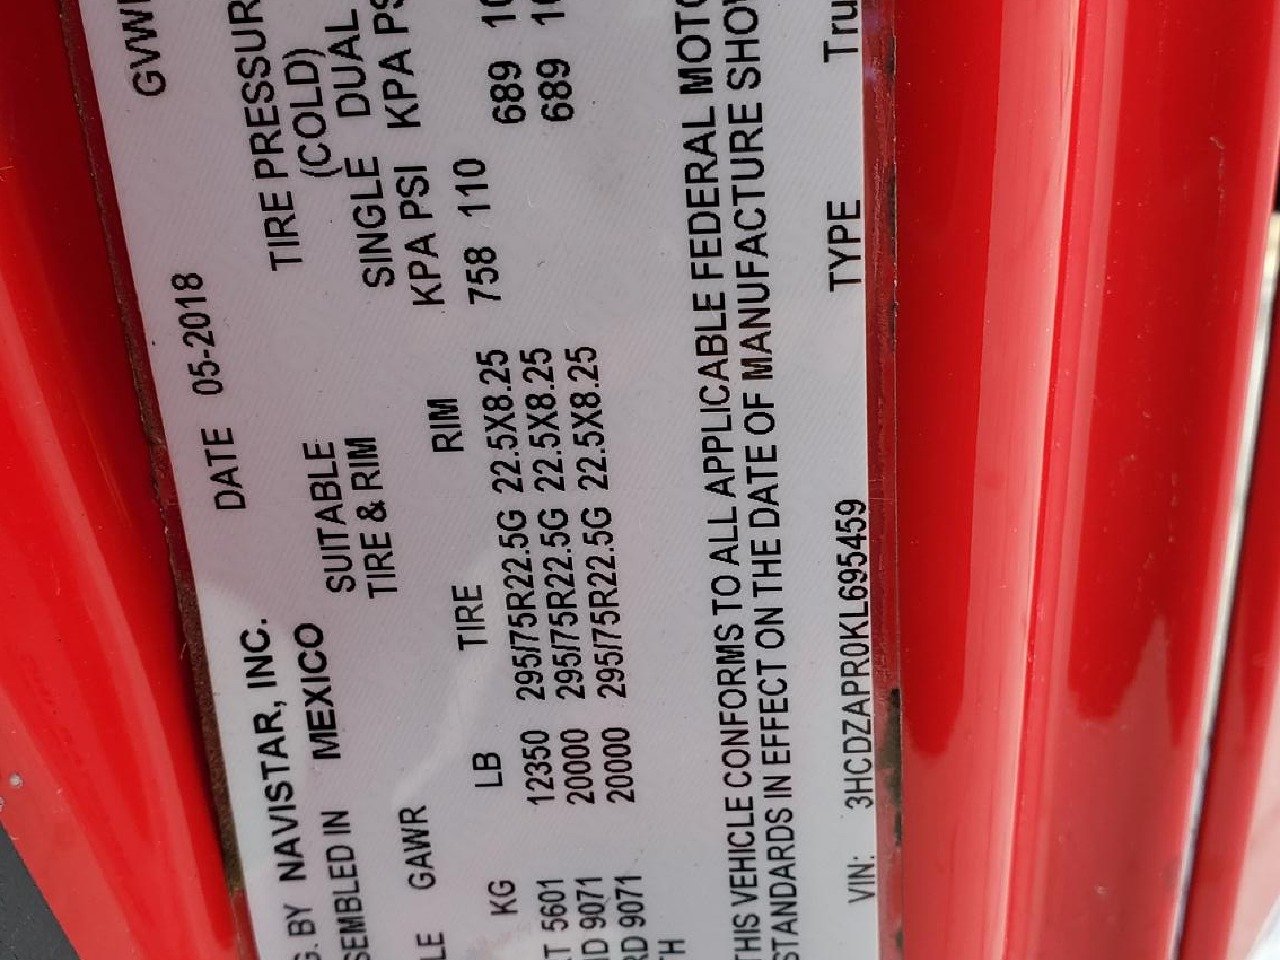 GVW
G. BY NAVISTAR, INC. DATE 05-2018
SEMBLED IN MEXICO
SUITABLE TIRE & RIM
TIRE PRESSUR (COLD)
SINGLE DUAL
LE GAWR
KG LB TIRE RIM KPA PSI KPA PS
T 5601 12350 295/75R22.5G 22.5X8.25 758 110
D 9071 20000 295/75R22.5G 22.5X8.25 689 10
RD 9071 20000 295/75R22.5G 22.5X8.25 689 10
TH
THIS VEHICLE CONFORMS TO ALL APPLICABLE FEDERAL MOTO
STANDARDS IN EFFECT ON THE DATE OF MANUFACTURE SHOW
VIN: 3HCDZAPR0KL695459 TYPE Tru